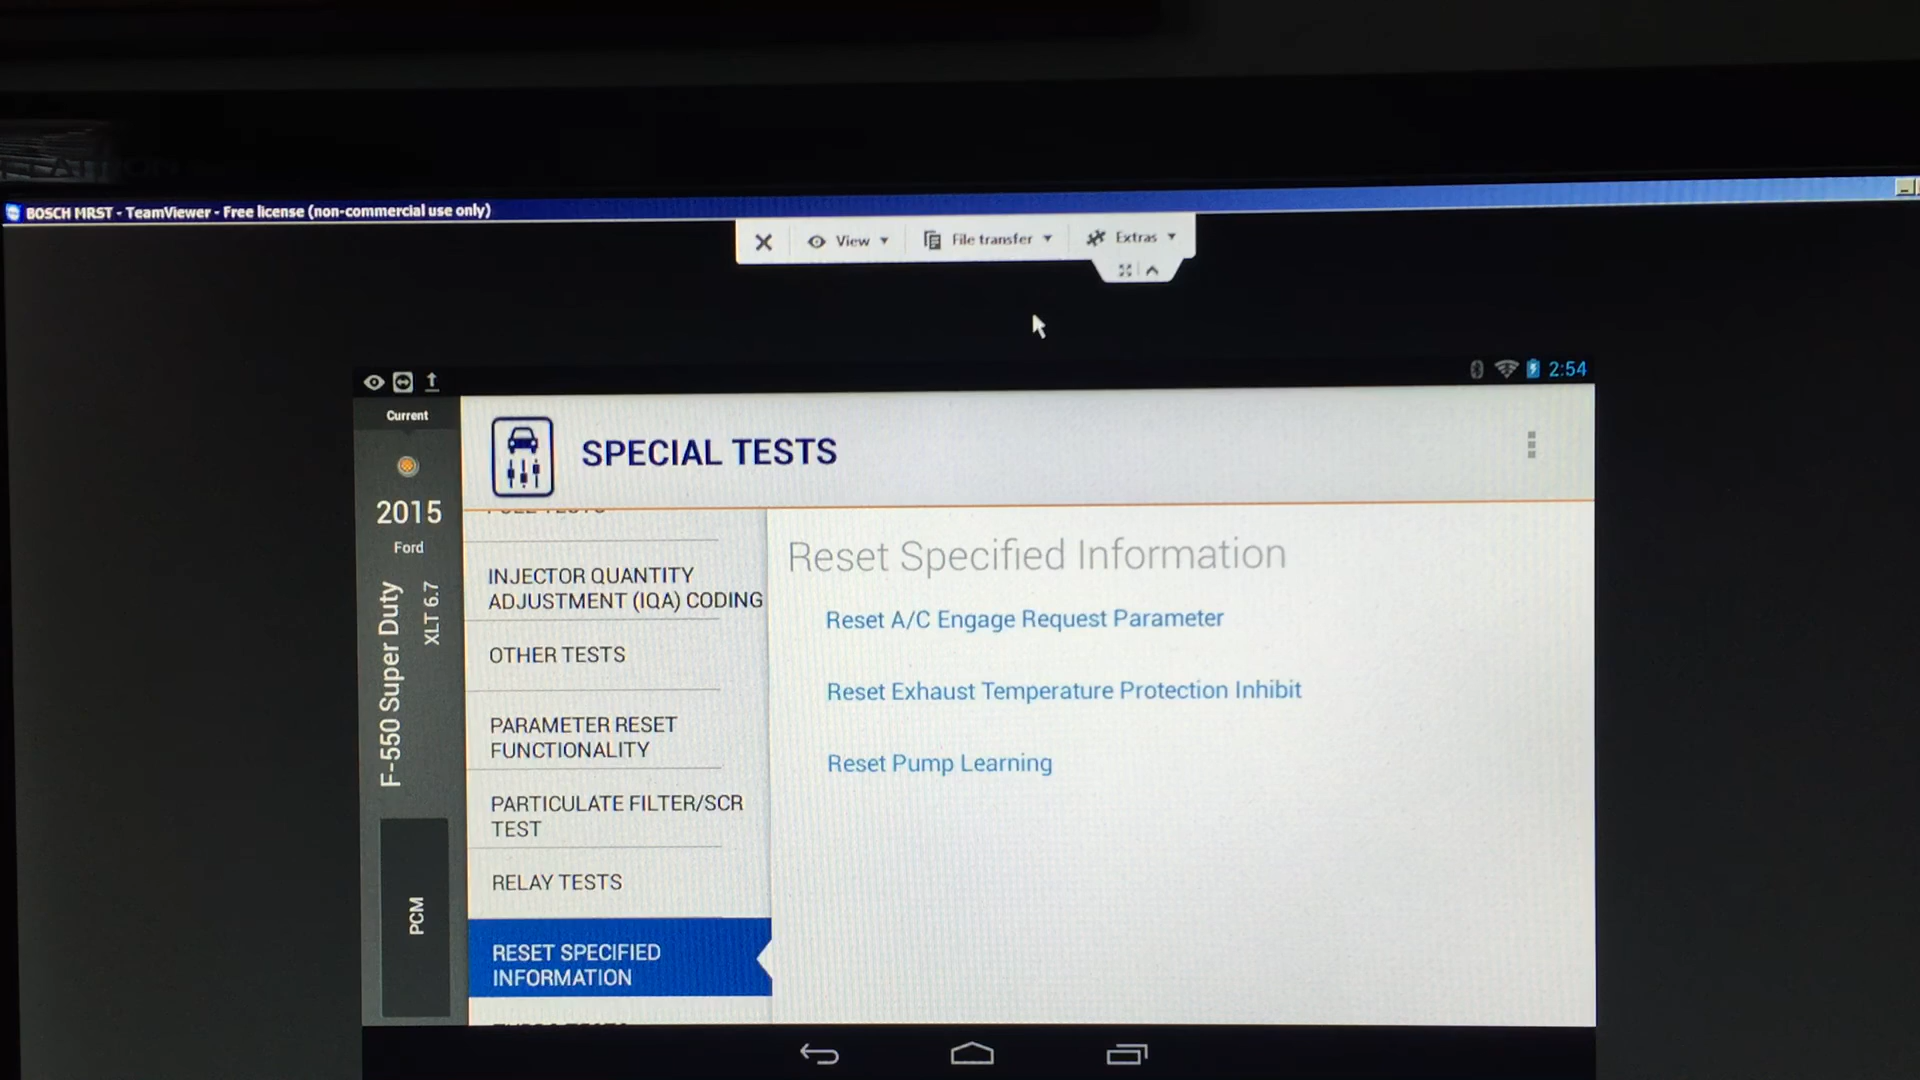 BOSCH MRST - TeamViewer - Free license (non-commercial use only)
View
File transfer
Extras
2:54
Current
SPECIAL TESTS
2015
Ford
F-550 Super Duty
XLT 6.7
PCM
INJECTOR QUANTITY
ADJUSTMENT (IQA) CODING
OTHER TESTS
PARAMETER RESET
FUNCTIONALITY
PARTICULATE FILTER/SCR
TEST
RELAY TESTS
RESET SPECIFIED
INFORMATION
Reset Specified Information
Reset A/C Engage Request Parameter
Reset Exhaust Temperature Protection Inhibit
Reset Pump Learning